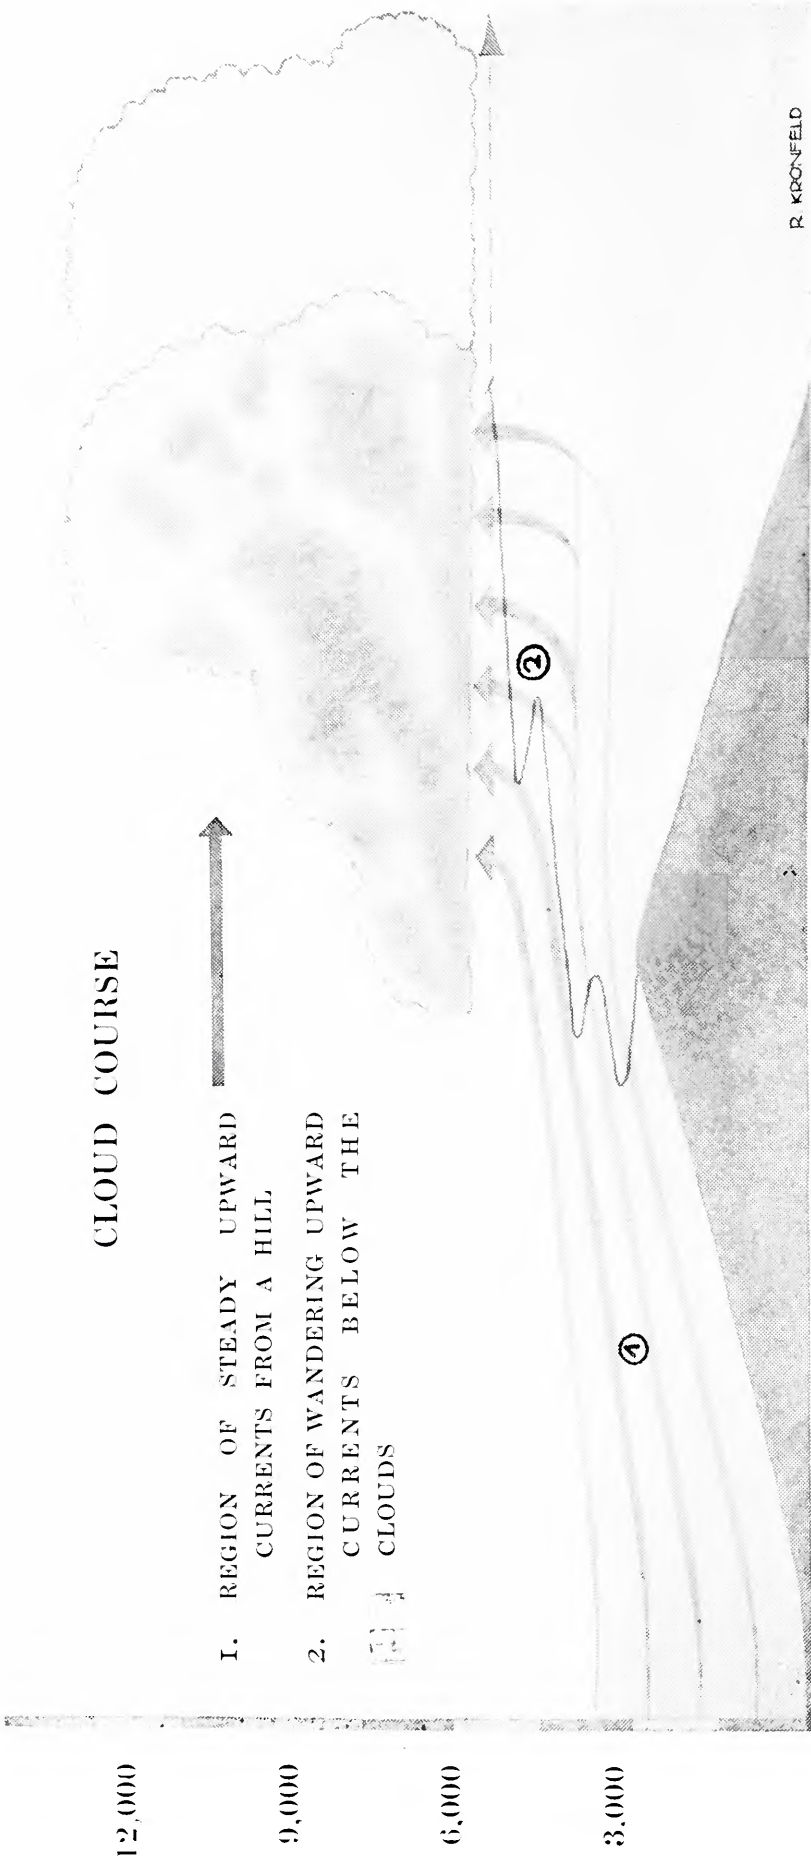 CLOUD COURSE
1. REGION OF STEADY UPWARD
CURRENTS FROM A HILL
2. REGION OF WANDERING UPWARD
CURRENTS BELOW THE
CLOUDS
12,000
9,000
6,000
3,000
1
2
R. KRONFELD